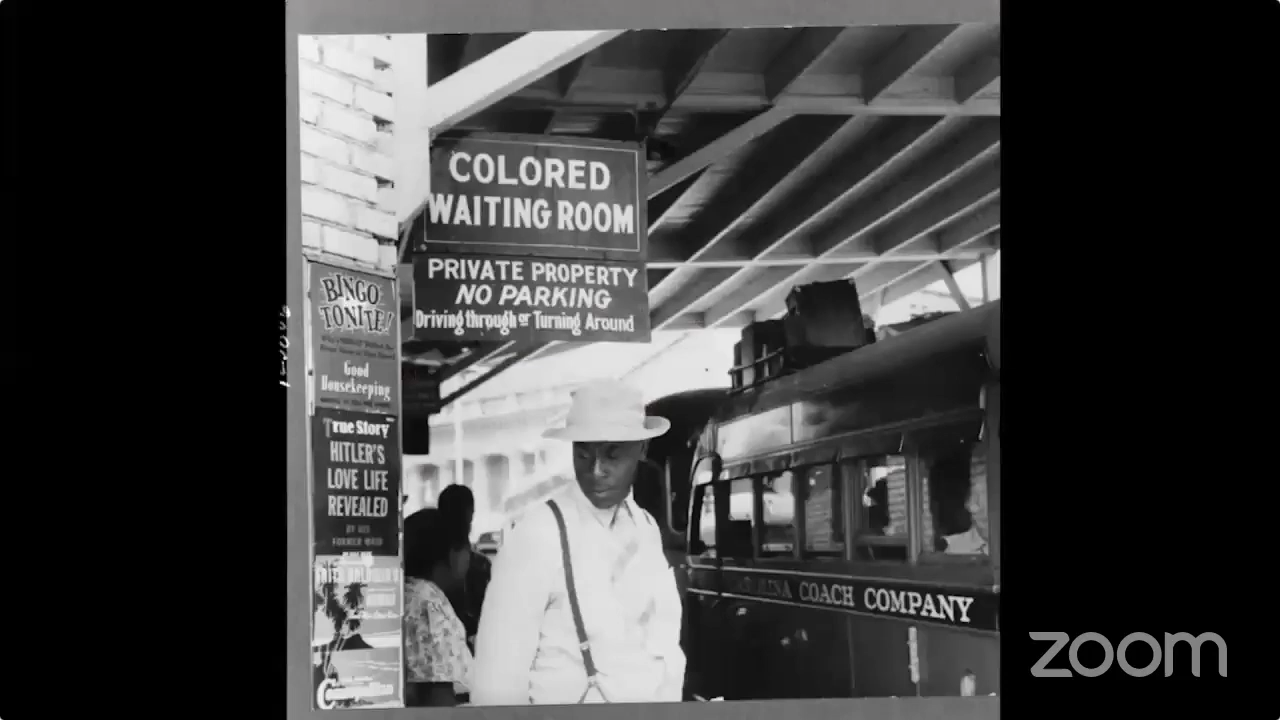 COLORED
WAITING ROOM
PRIVATE PROPERTY
NO PARKING
Driving through or Turning Around
BINGO
TONITE!
Good
Housekeeping
True Story
HITLER'S
LOVE LIFE
REVEALED
BY HIS
FORMER MAID
Cosmopolitan
COACH COMPANY
zoom